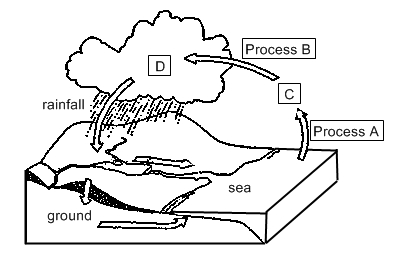 Process B
D
C
rainfall
Process A
sea
ground